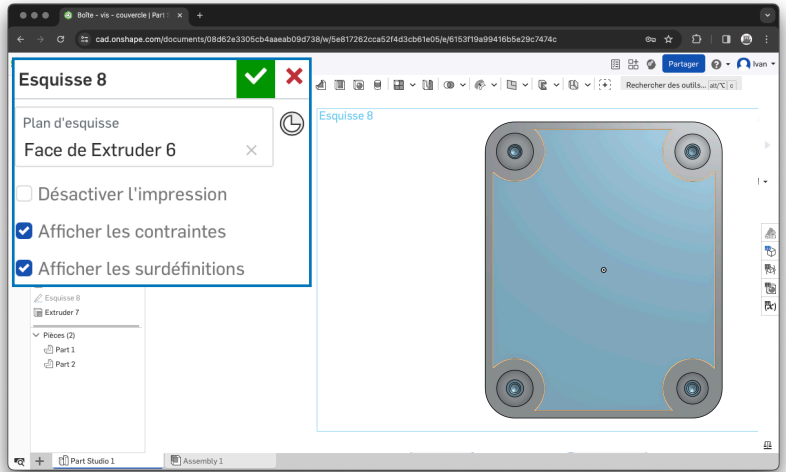 Boîte - vis - couvercle | Part S
cad.onshape.com/documents/08d62e3305cb4aaeab09d738/w/5e817262cca52f4d3cb61e05/e/6153f19a99416b5e29c7474c
Partager
Ivan
Rechercher des outils... alt/⌥ c
Esquisse 8
Plan d'esquisse
Face de Extruder 6
Désactiver l'impression
Afficher les contraintes
Afficher les surdéfinitions
Esquisse 8
Esquisse 8
Extruder 7
Pièces (2)
Part 1
Part 2
Part Studio 1
Assembly 1